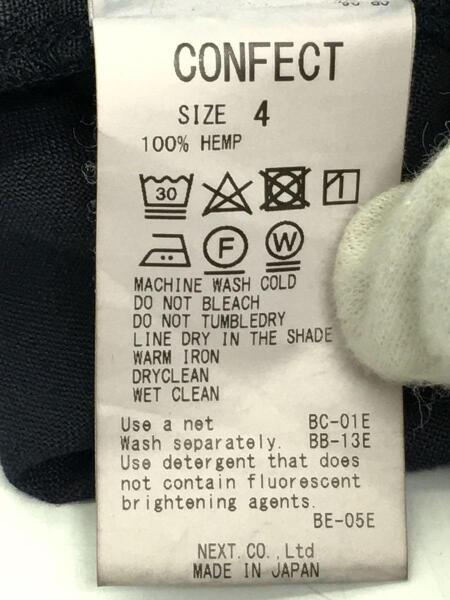 CONFECT
SIZE 4
100% HEMP
30
F W
MACHINE WASH COLD
DO NOT BLEACH
DO NOT TUMBLEDRY
LINE DRY IN THE SHADE
WARM IRON
DRYCLEAN
WET CLEAN
Use a net BC-01E
Wash separately. BB-13E
Use detergent that does
not contain fluorescent
brightening agents.
BE-05E
NEXT.CO.,Ltd
MADE IN JAPAN